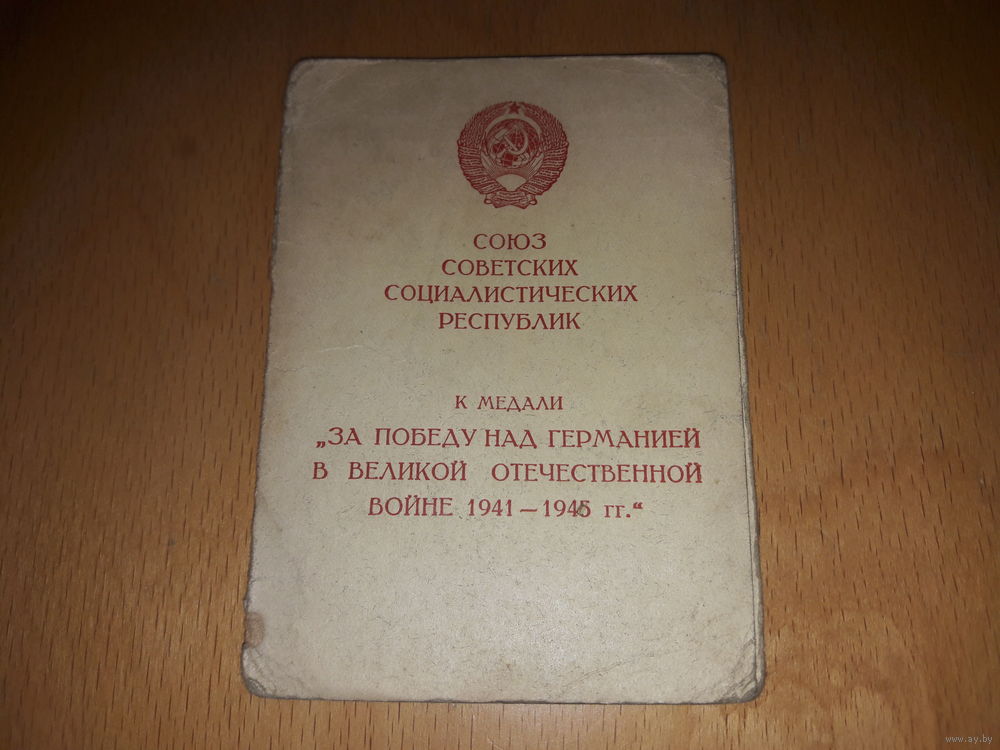 СОЮЗ
СОВЕТСКИХ
СОЦИАЛИСТИЧЕСКИХ
РЕСПУБЛИК
К МЕДАЛИ
„ЗА ПОБЕДУ НАД ГЕРМАНИЕЙ
В ВЕЛИКОЙ ОТЕЧЕСТВЕННОЙ
ВОЙНЕ 1941 — 1945 гг.“
www.ay.by